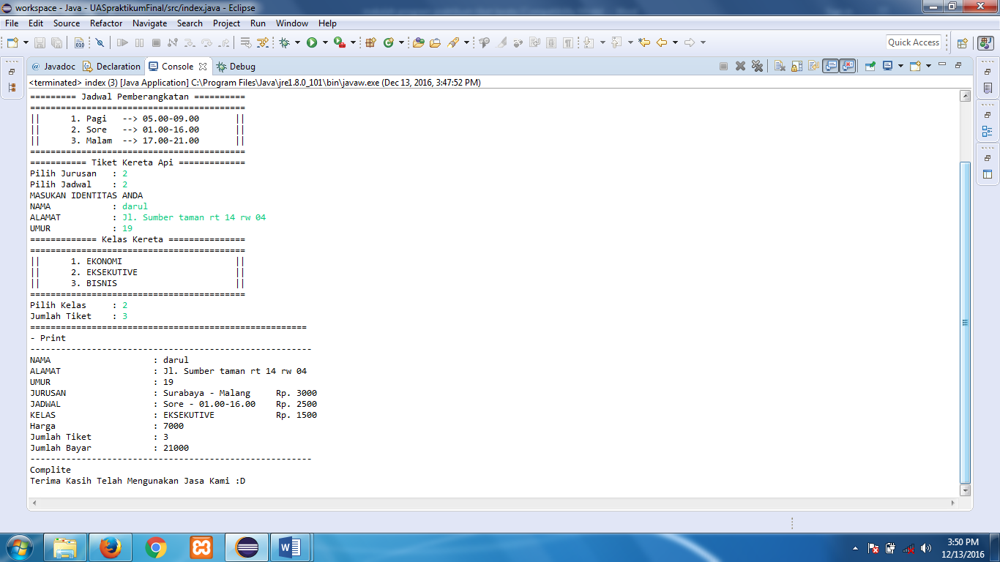 workspace - Java - UASpraktikumFinal/src/index.java - Eclipse
File Edit Source Refactor Navigate Search Project Run Window Help
Quick Access
@ Javadoc Declaration Console Debug
<terminated> index (3) [Java Application] C:\Program Files\Java\jre1.8.0_101\bin\javaw.exe (Dec 13, 2016, 3:47:52 PM)
========= Jadwal Pemberangkatan ==========
==========================================
||      1. Pagi   --> 05.00-09.00       ||
||      2. Sore   --> 01.00-16.00       ||
||      3. Malam  --> 17.00-21.00       ||
==========================================
=========== Tiket Kereta Api =============
Pilih Jurusan   : 2
Pilih Jadwal    : 2
MASUKAN IDENTITAS ANDA
NAMA            : darul
ALAMAT          : Jl. Sumber taman rt 14 rw 04
UMUR            : 19
============= Kelas Kereta ===============
==========================================
||      1. EKONOMI                      ||
||      2. EKSEKUTIVE                   ||
||      3. BISNIS                       ||
==========================================
Pilih Kelas     : 2
Jumlah Tiket    : 3
======================================================
- Print
-------------------------------------------------------
NAMA                    : darul
ALAMAT                  : Jl. Sumber taman rt 14 rw 04
UMUR                    : 19
JURUSAN                 : Surabaya - Malang     Rp. 3000
JADWAL                  : Sore - 01.00-16.00    Rp. 2500
KELAS                   : EKSEKUTIVE            Rp. 1500
Harga                   : 7000
Jumlah Tiket            : 3
Jumlah Bayar            : 21000
-------------------------------------------------------
Complite
Terima Kasih Telah Mengunakan Jasa Kami :D
3:50 PM
12/13/2016